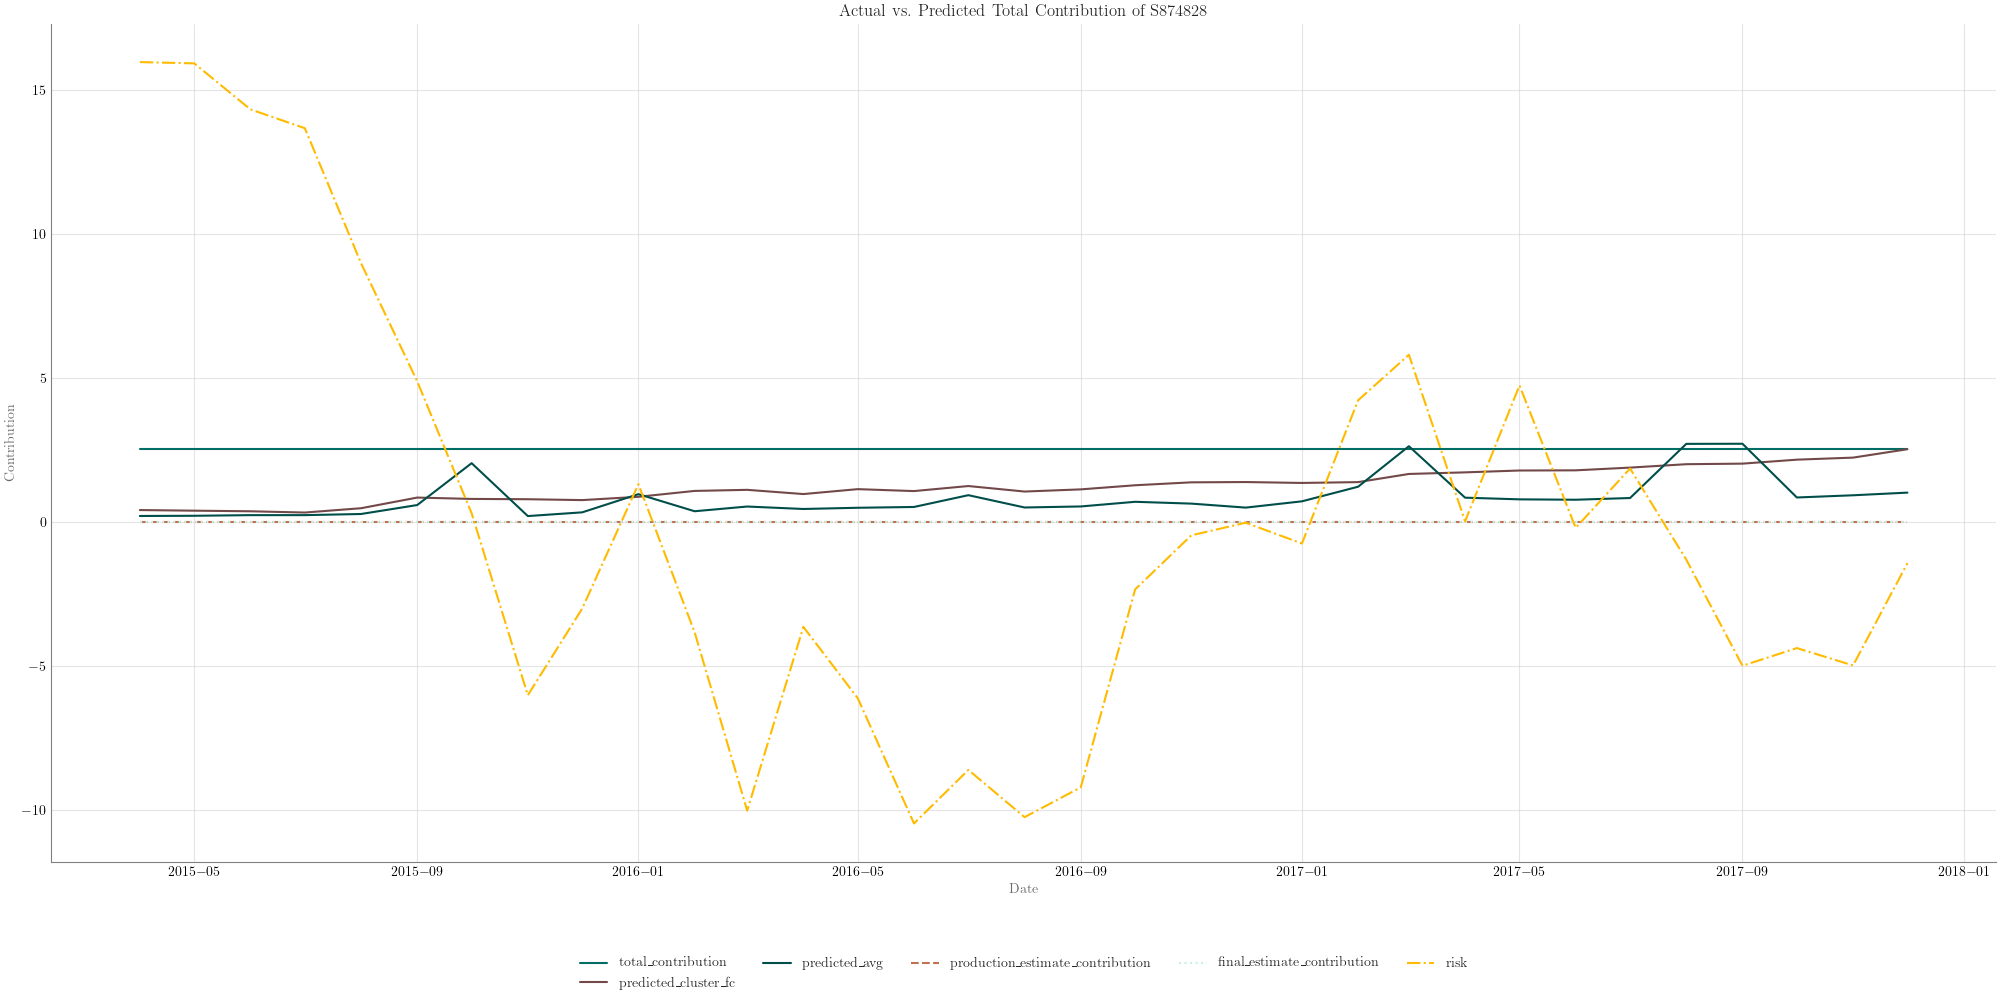 Actual vs. Predicted Total Contribution of S874828
Contribution
15
10
5
0
−5
−10
2015−05 2015−09 2016−01 2016−05 2016−09 2017−01 2017−05 2017−09 2018−01
Date
total_contribution predicted_avg production_estimate_contribution final_estimate_contribution risk
predicted_cluster_fc